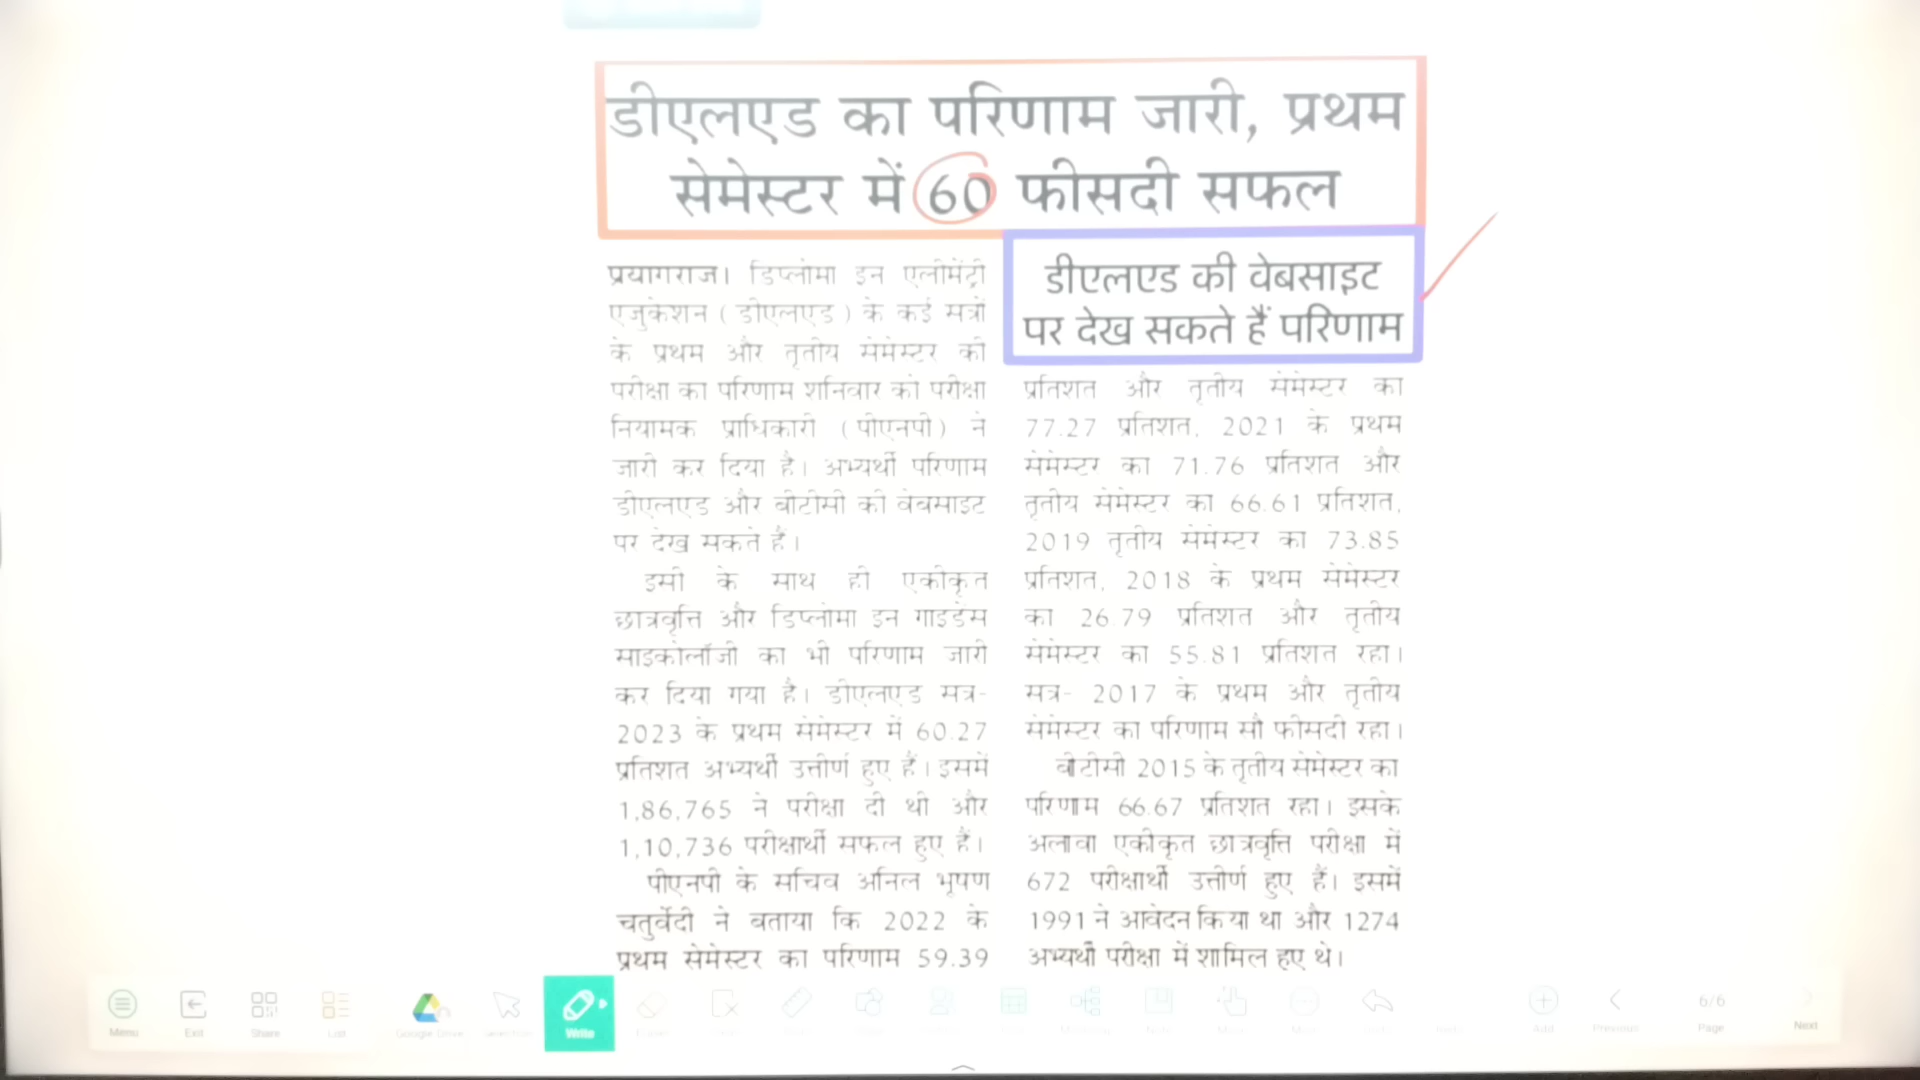 डीएलएड का परिणाम जारी, प्रथम
सेमेस्टर में 60 फीसदी सफल
प्रयागराज। डिप्लोमा इन एलीमेंट्री
एजुकेशन (डीएलएड) के कई सत्रों
के प्रथम और तृतीय सेमेस्टर की
परीक्षा का परिणाम शनिवार को परीक्षा
नियामक प्राधिकारी (पीएनपी) ने
जारी कर दिया है। अभ्यर्थी परिणाम
डीएलएड और बीटीसी की वेबसाइट
पर देख सकते हैं।
इसी के साथ ही एकीकृत
छात्रवृत्ति और डिप्लोमा इन गाइडेंस
साइकोलॉजी का भी परिणाम जारी
कर दिया गया है। डीएलएड सत्र-
2023 के प्रथम सेमेस्टर में 60.27
प्रतिशत अभ्यर्थी उत्तीर्ण हुए हैं। इसमें
1,86,765 ने परीक्षा दी थी और
1,10,736 परीक्षार्थी सफल हुए हैं।
पीएनपी के सचिव अनिल भूषण
चतुर्वेदी ने बताया कि 2022 के
प्रथम सेमेस्टर का परिणाम 59.39
डीएलएड की वेबसाइट
पर देख सकते हैं परिणाम
प्रतिशत और तृतीय सेमेस्टर का
77.27 प्रतिशत, 2021 के प्रथम
सेमेस्टर का 71.76 प्रतिशत और
तृतीय सेमेस्टर का 66.61 प्रतिशत,
2019 तृतीय सेमेस्टर का 73.85
प्रतिशत, 2018 के प्रथम सेमेस्टर
का 26.79 प्रतिशत और तृतीय
सेमेस्टर का 55.81 प्रतिशत रहा।
सत्र- 2017 के प्रथम और तृतीय
सेमेस्टर का परिणाम सौ फीसदी रहा।
बीटीसी 2015 के तृतीय सेमेस्टर का
परिणाम 66.67 प्रतिशत रहा। इसके
अलावा एकीकृत छात्रवृत्ति परीक्षा में
672 परीक्षार्थी उत्तीर्ण हुए हैं। इसमें
1991 ने आवेदन किया था और 1274
अभ्यर्थी परीक्षा में शामिल हुए थे।
Menu Exit Share List Google Drive Selection Write Add Previous 6/6 Page Next